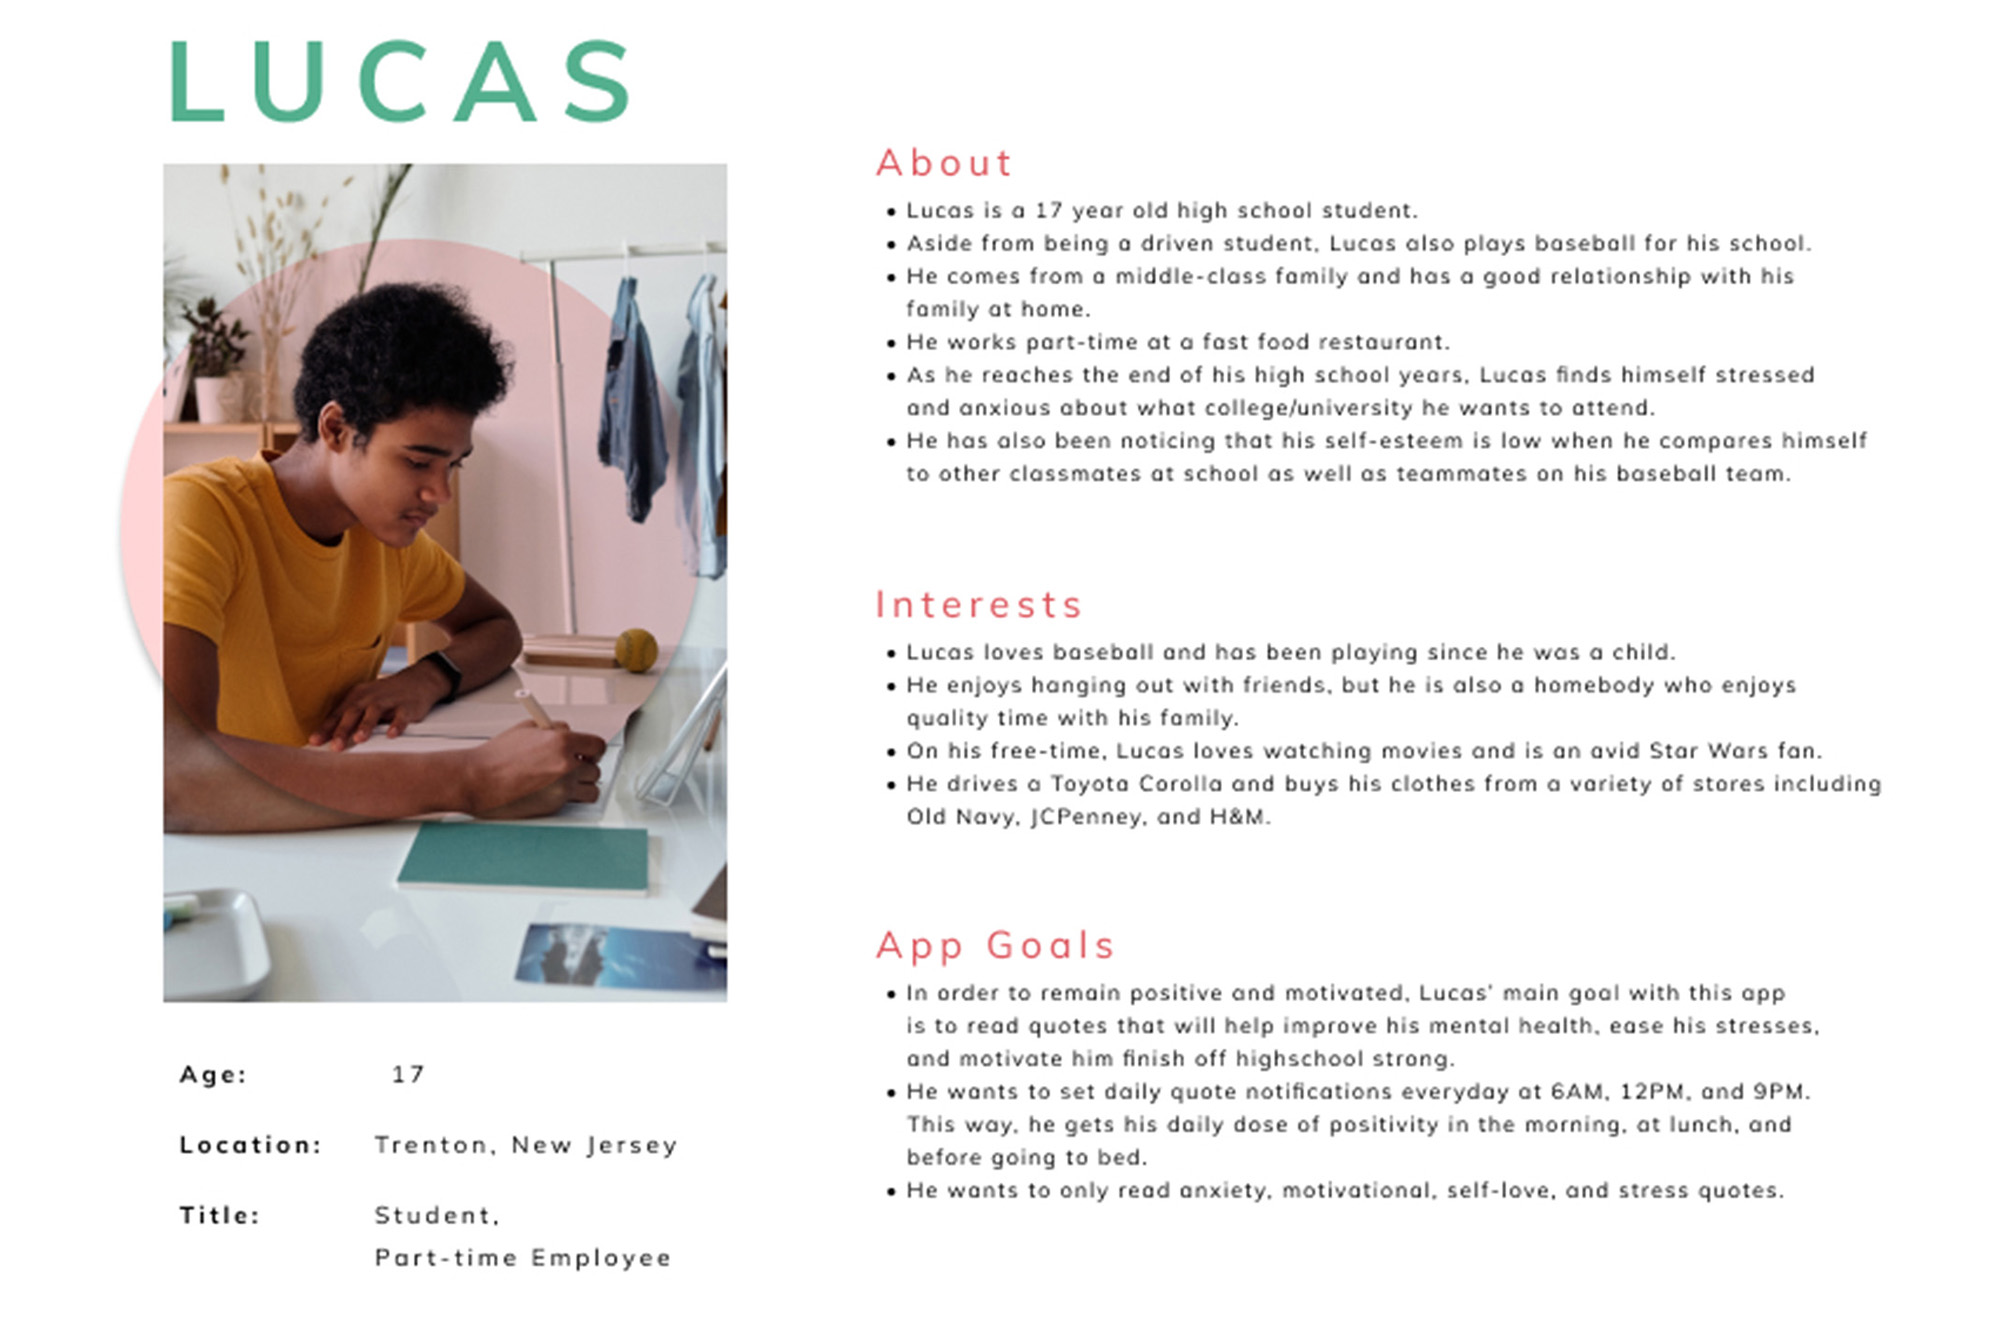 LUCAS
About
• Lucas is a 17 year old high school student.
• Aside from being a driven student, Lucas also plays baseball for his school.
• He comes from a middle-class family and has a good relationship with his
family at home.
• He works part-time at a fast food restaurant.
• As he reaches the end of his high school years, Lucas finds himself stressed
and anxious about what college/university he wants to attend.
• He has also been noticing that his self-esteem is low when he compares himself
to other classmates at school as well as teammates on his baseball team.
Interests
• Lucas loves baseball and has been playing since he was a child.
• He enjoys hanging out with friends, but he is also a homebody who enjoys
quality time with his family.
• On his free-time, Lucas loves watching movies and is an avid Star Wars fan.
• He drives a Toyota Corolla and buys his clothes from a variety of stores including
Old Navy, JCPenney, and H&M.
App Goals
• In order to remain positive and motivated, Lucas' main goal with this app
is to read quotes that will help improve his mental health, ease his stresses,
and motivate him finish off highschool strong.
• He wants to set daily quote notifications everyday at 6AM, 12PM, and 9PM.
This way, he gets his daily dose of positivity in the morning, at lunch, and
before going to bed.
• He wants to only read anxiety, motivational, self-love, and stress quotes.
Age: 17
Location: Trenton, New Jersey
Title: Student,
Part-time Employee